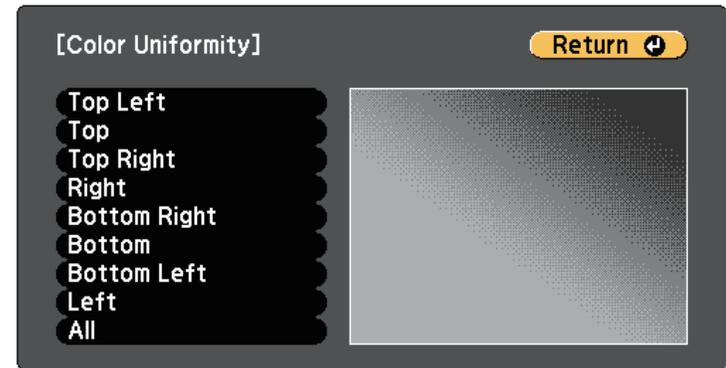 [Color Uniformity]
Return
Top Left
Top
Top Right
Right
Bottom Right
Bottom
Bottom Left
Left
All